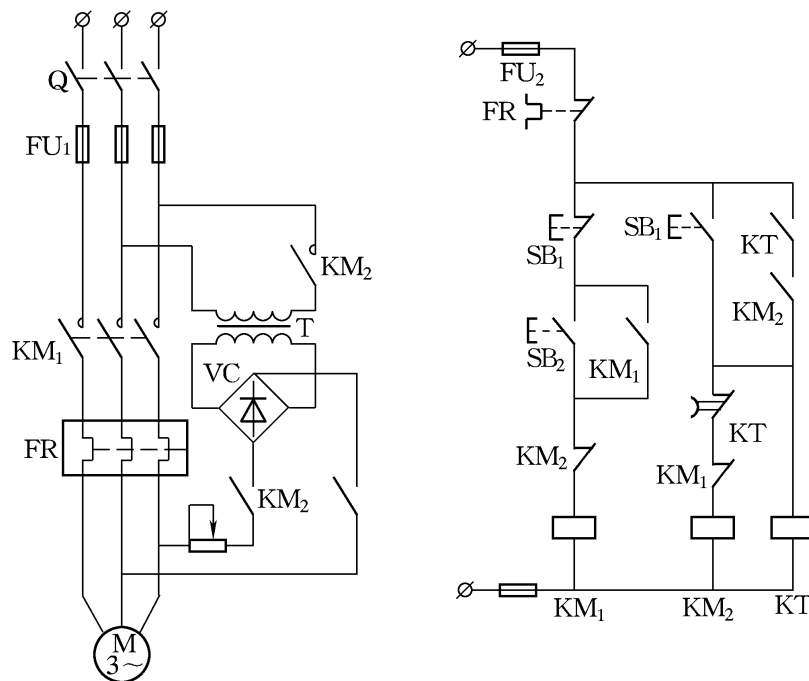 Q
FU₁
KM₂
KM₁
T
VC
FR
KM₂
M
3~
FU₂
FR
SB₁
SB₁
KT
KM₂
SB₂
KM₁
KT
KM₂
KM₁
KM₁
KM₂
KT